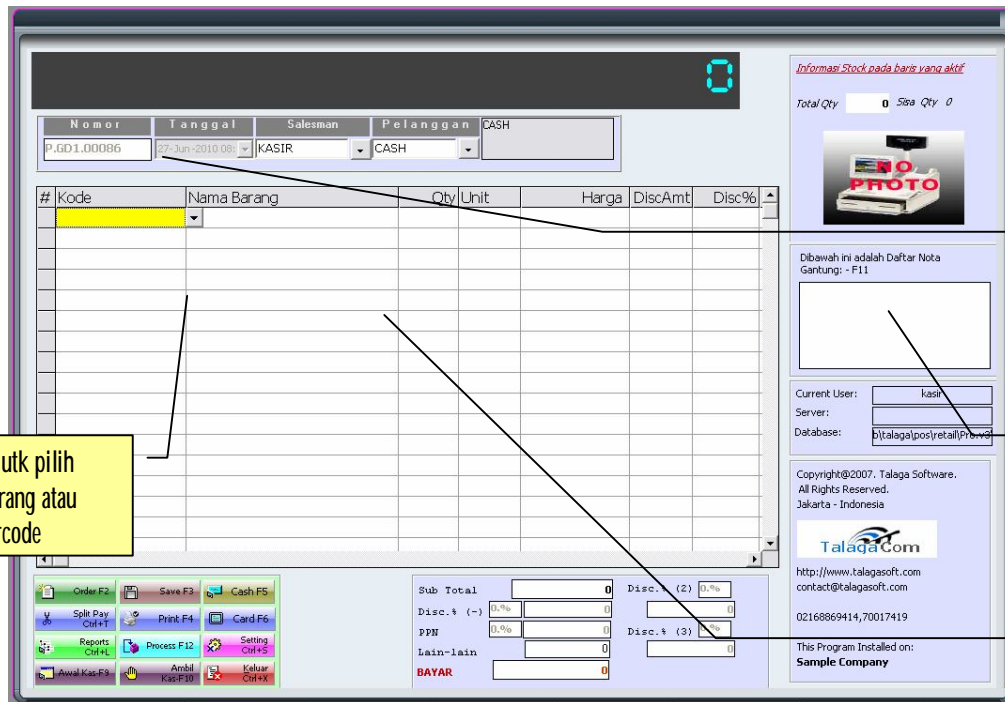 0
Nomor Tanggal Salesman Pelanggan CASH
P.GD1.00086 27-Jun-2010 08: KASIR CASH
# Kode Nama Barang Qty Unit Harga DiscAmt Disc%
utk pilih
rang atau
rcode
Order F2 Save F3 Cash F5
Split Pay Ctrl+T Print F4 Card F6
Reports Ctrl+L Process F12 Setting Ctrl+S
Awal Kas-F9 Ambil Kas-F10 Keluar Ctrl+X
Sub Total 0 Disc.% (2) 0.%
Disc.% (-) 0.% 0 0
PPN 0.% 0 Disc.% (3) 0.%
Lain-lain 0 0
BAYAR 0
Informasi Stock pada baris yang aktif
Total Qty 0 Sisa Qty 0
NO
PHOTO
Dibawah ini adalah Daftar Nota
Gantung: - F11
Current User: kasir
Server:
Database: b\talaga\pos\retail\Pro.v3
Copyright@2007. Talaga Software.
All Rights Reserved.
Jakarta - Indonesia
TalagaCom
http://www.talagasoft.com
contact@talagasoft.com
02168869414,70017419
This Program Installed on:
Sample Company